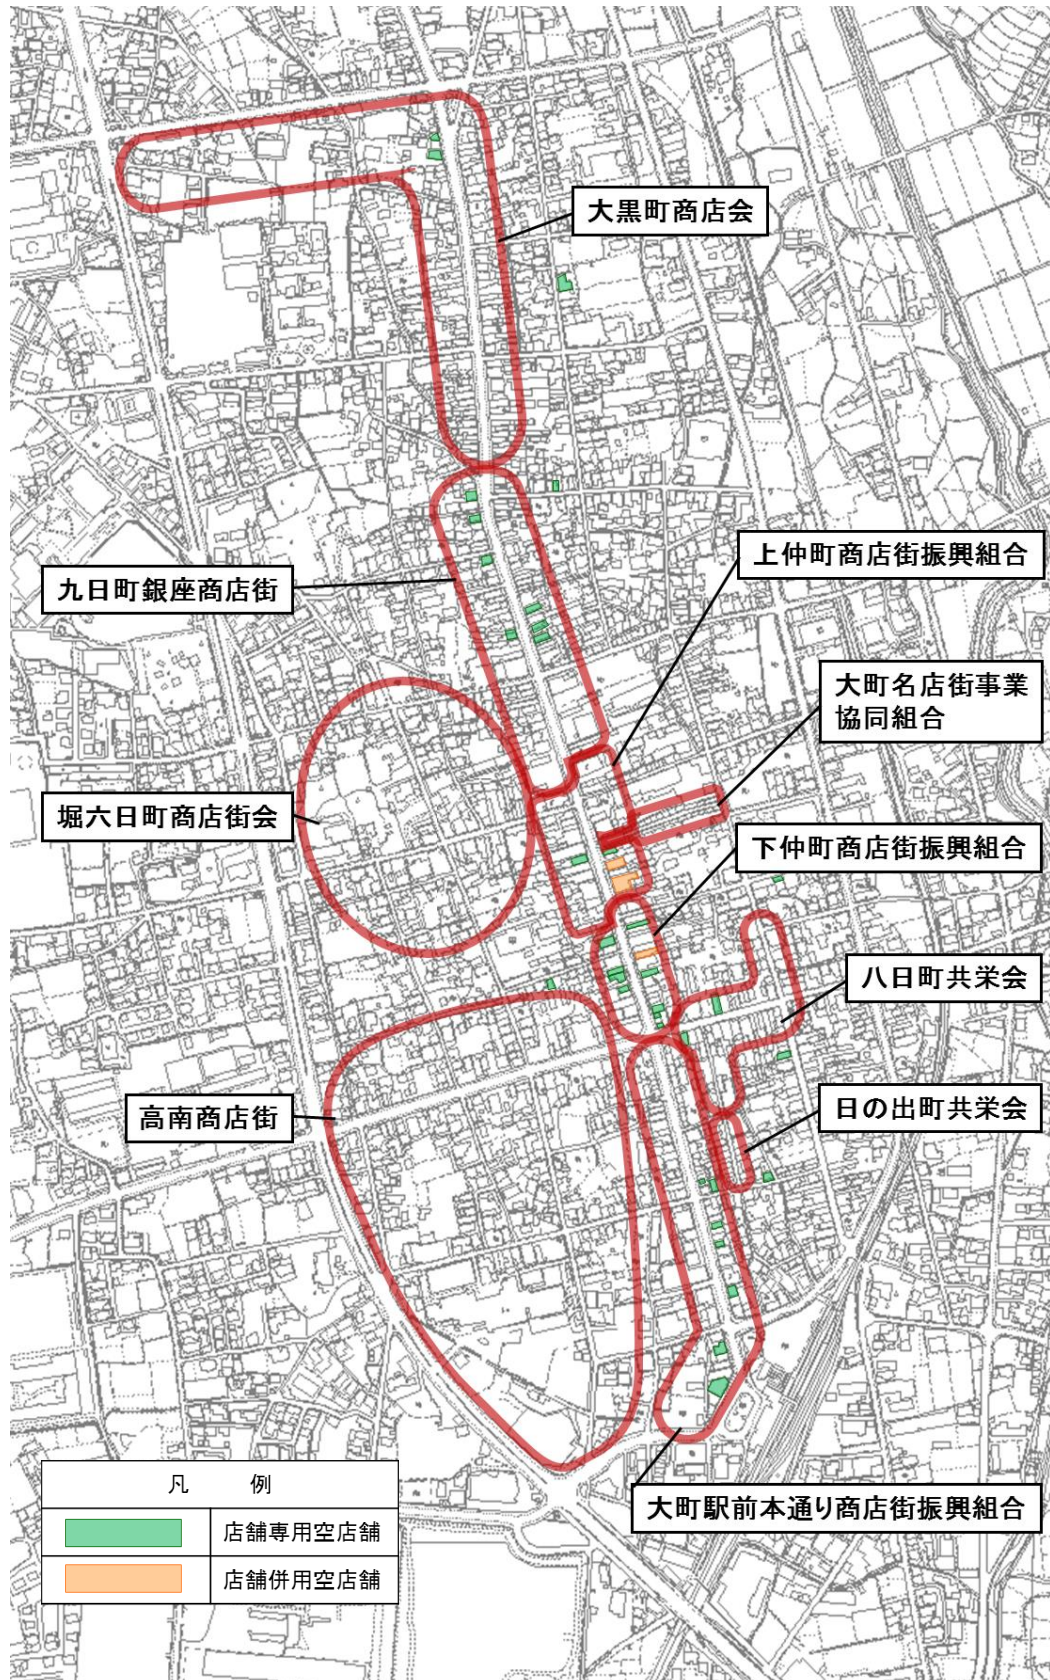 大黒町商店会
上仲町商店街振興組合
九日町銀座商店街
大町名店街事業
協同組合
堀六日町商店街会
下仲町商店街振興組合
八日町共栄会
日の出町共栄会
高南商店街
大町駅前本通り商店街振興組合
凡 例
店舗専用空店舗
店舗併用空店舗